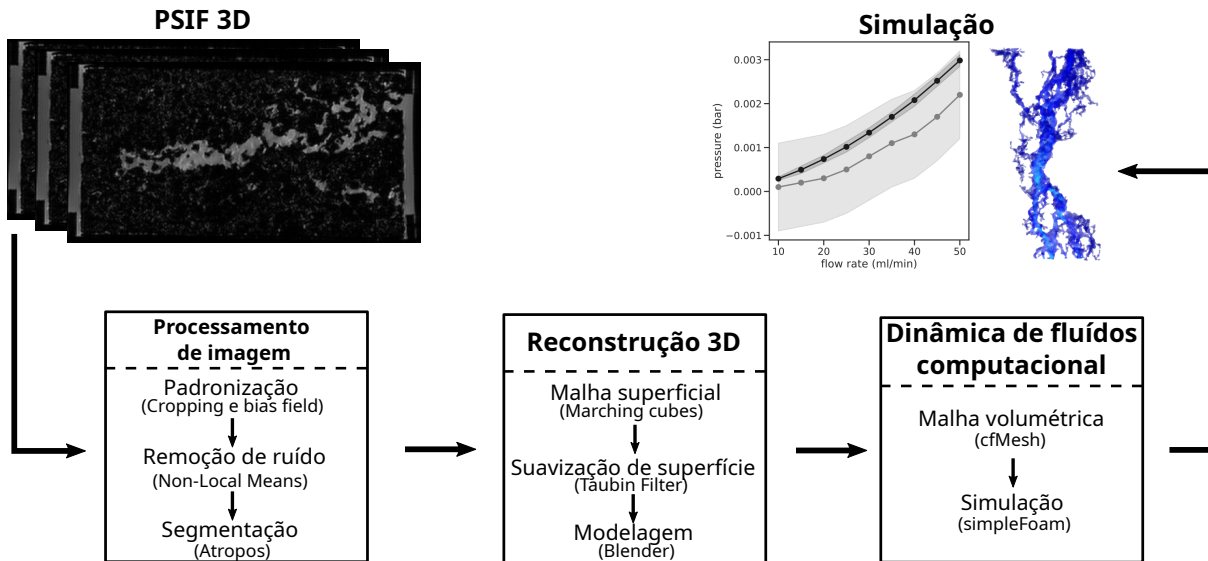 PSIF 3D
Simulação
0.003
0.002
0.001
0.000
−0.001
pressure (bar)
10
20
30
40
50
flow rate (ml/min)
Processamento
de imagem
Padronização
(Cropping e bias field)
Remoção de ruído
(Non-Local Means)
Segmentação
(Atropos)
Reconstrução 3D
Malha superficial
(Marching cubes)
Suavização de superfície
(Taubin Filter)
Modelagem
(Blender)
Dinâmica de fluídos
computacional
Malha volumétrica
(cfMesh)
Simulação
(simpleFoam)